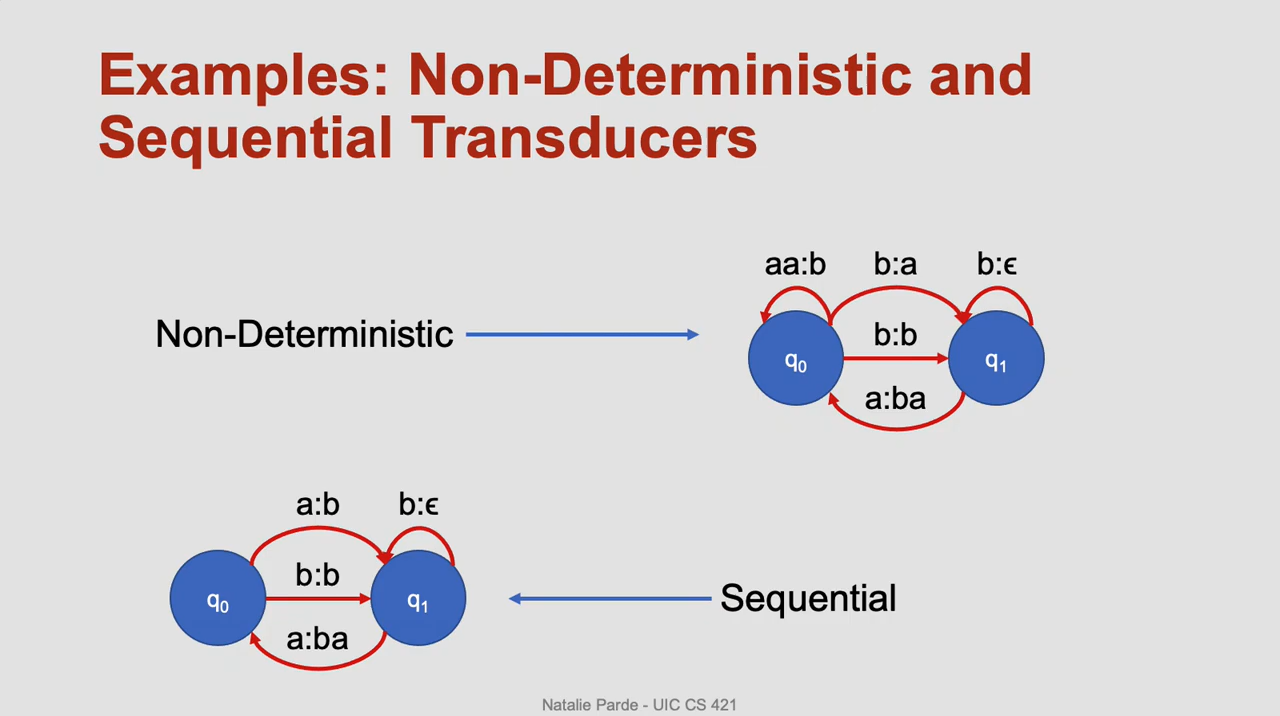 Examples: Non-Deterministic and
Sequential Transducers
aa:b b:a b:ϵ
Non-Deterministic
b:b
q₀ q₁
a:ba
a:b b:ϵ
b:b
q₀ q₁
Sequential
a:ba
Natalie Parde - UIC CS 421